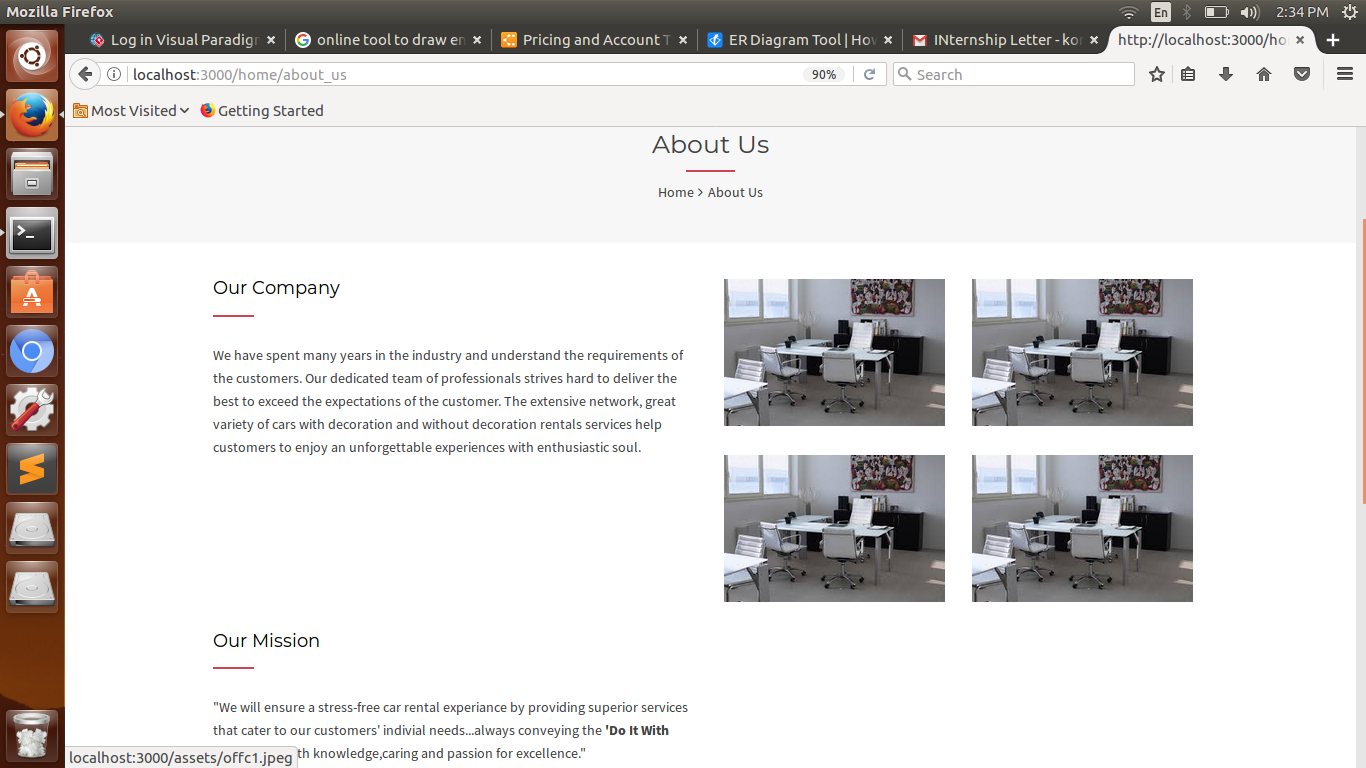 Mozilla Firefox
En
2:34 PM
Log in Visual Paradigm
online tool to draw en
Pricing and Account T
ER Diagram Tool | Hov
INternship Letter - kor
http://localhost:3000/ho
localhost:3000/home/about_us
90%
Search
Most Visited
Getting Started
About Us
Home > About Us
Our Company
We have spent many years in the industry and understand the requirements of
the customers. Our dedicated team of professionals strives hard to deliver the
best to exceed the expectations of the customer. The extensive network, great
variety of cars with decoration and without decoration rentals services help
customers to enjoy an unforgettable experiences with enthusiastic soul.
Our Mission
"We will ensure a stress-free car rental experiance by providing superior services
that cater to our customers' indivial needs...always conveying the 'Do It With
th knowledge,caring and passion for excellence."
localhost:3000/assets/offc1.jpeg